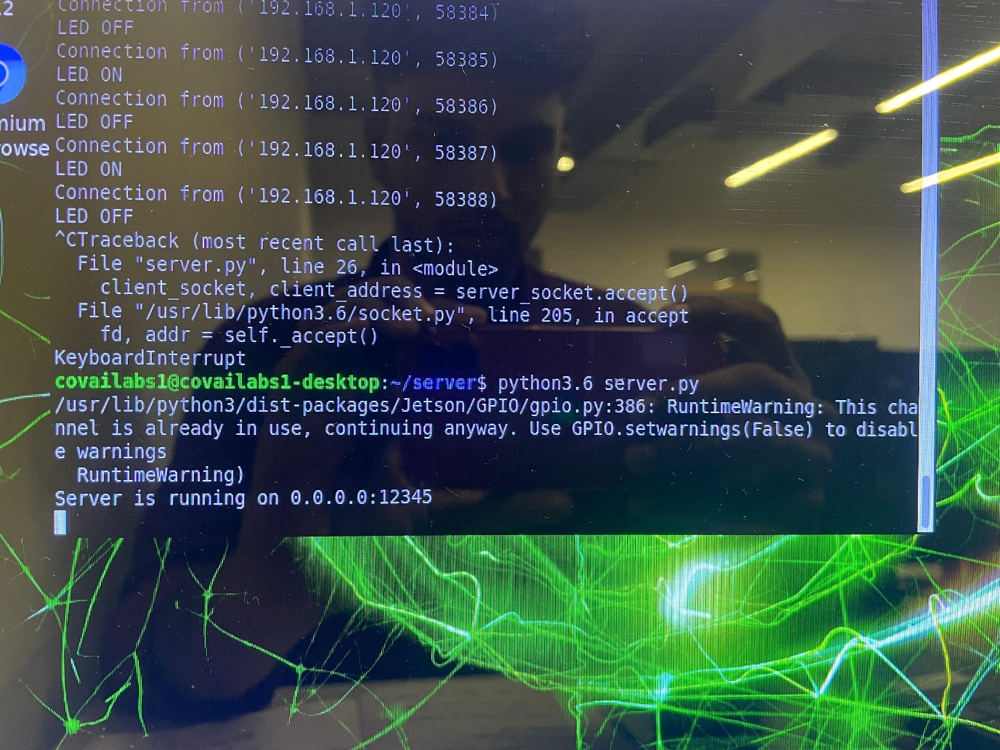 .2
mium
rowse
Connection from ('192.168.1.120', 58384)
LED OFF
Connection from ('192.168.1.120', 58385)
LED ON
Connection from ('192.168.1.120', 58386)
LED OFF
Connection from ('192.168.1.120', 58387)
LED ON
Connection from ('192.168.1.120', 58388)
LED OFF
^CTraceback (most recent call last):
  File "server.py", line 26, in <module>
    client_socket, client_address = server_socket.accept()
  File "/usr/lib/python3.6/socket.py", line 205, in accept
    fd, addr = self._accept()
KeyboardInterrupt
covailabs1@covailabs1-desktop:~/server$ python3.6 server.py
/usr/lib/python3/dist-packages/Jetson/GPIO/gpio.py:386: RuntimeWarning: This cha
nnel is already in use, continuing anyway. Use GPIO.setwarnings(False) to disabl
e warnings
  RuntimeWarning)
Server is running on 0.0.0.0:12345